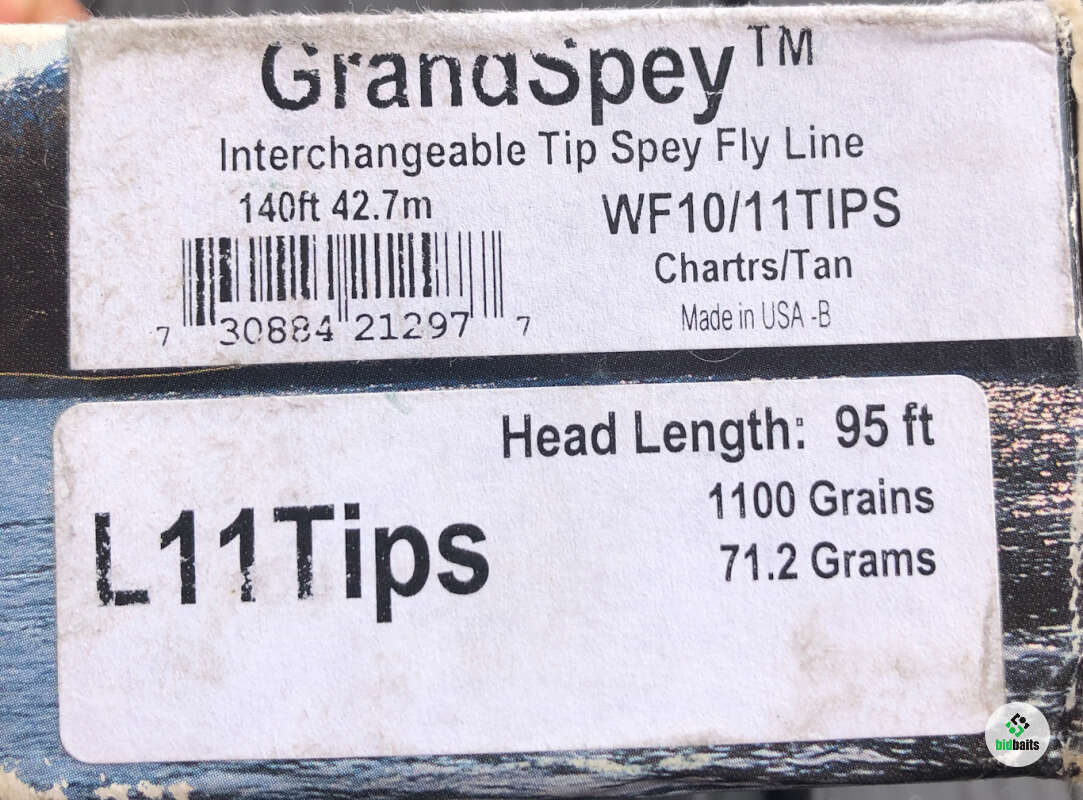 GrandSpey™
Interchangeable Tip Spey Fly Line
140ft 42.7m
WF10/11TIPS
Chartrs/Tan
Made in USA -B
7 30884 21297 7
Head Length: 95 ft
1100 Grains
71.2 Grams
L11Tips
bidbaits